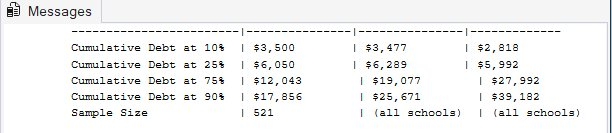 Messages
------------------------|---------------|---------------|-------------
Cumulative Debt at 10% | $3,500 | $3,477 | $2,818
Cumulative Debt at 25% | $6,050 | $6,289 | $5,992
Cumulative Debt at 75% | $12,043 | $19,077 | $27,992
Cumulative Debt at 90% | $17,856 | $25,671 | $39,182
Sample Size | 521 | (all schools) | (all schools)